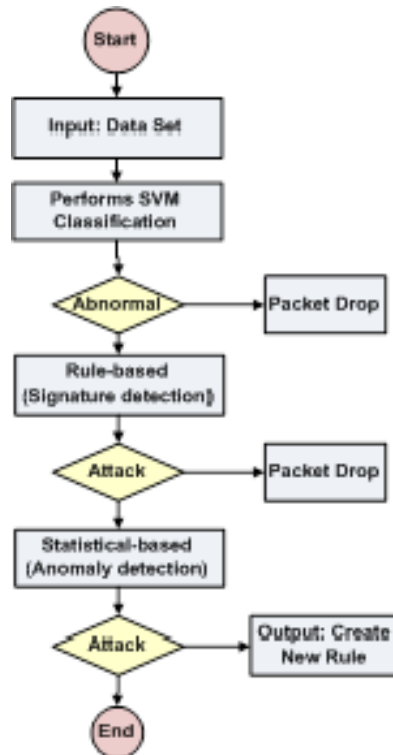 Start
Input: Data Set
Performs SVM
Classification
Abnormal
Packet Drop
Rule-based
(Signature detection)
Attack
Packet Drop
Statistical-based
(Anomaly detection)
Attack
Output: Create
New Rule
End